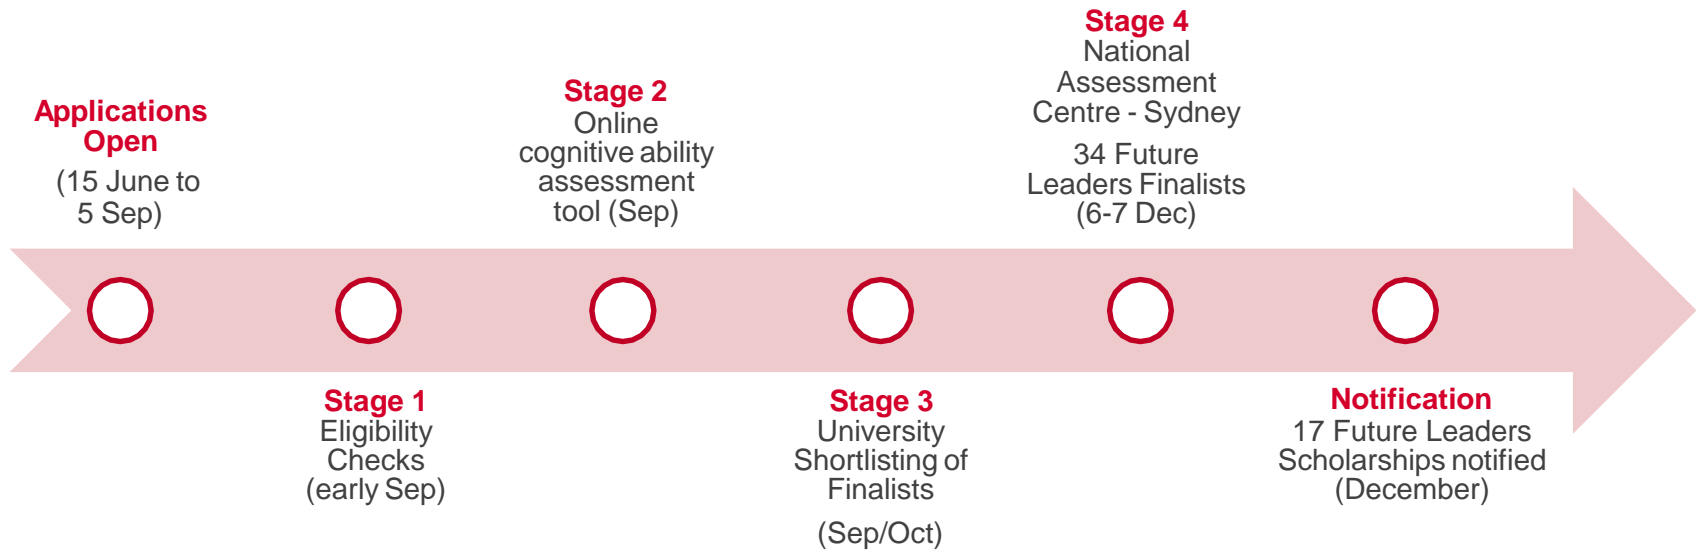 Applications
Open
(15 June to
5 Sep)
Stage 1
Eligibility
Checks
(early Sep)
Stage 2
Online
cognitive ability
assessment
tool (Sep)
Stage 3
University
Shortlisting of
Finalists
(Sep/Oct)
Stage 4
National
Assessment
Centre - Sydney
34 Future
Leaders Finalists
(6-7 Dec)
Notification
17 Future Leaders
Scholarships notified
(December)